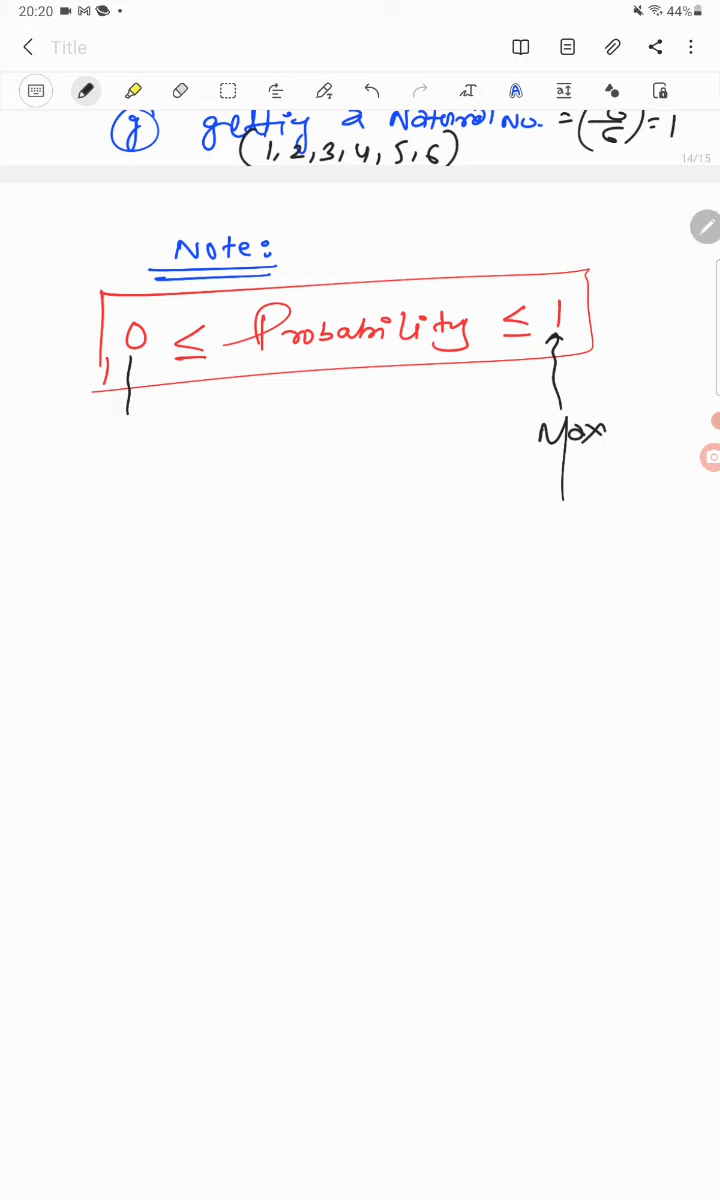 20:20
44%
Title
(g) getting a Natural No. = (6/6) = 1
(1, 2, 3, 4, 5, 6)
14/15
Note:
0 ≤ Probability ≤ 1
Max